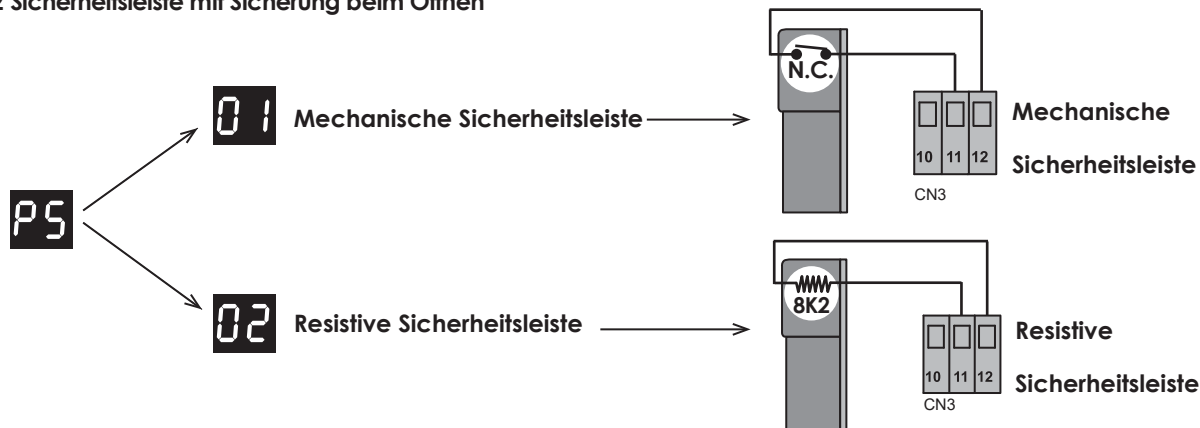 Sicherheitsleiste mit Sicherung beim Öffnen
N.C.
01 Mechanische Sicherheitsleiste
Mechanische
10 11 12
Sicherheitsleiste
CN3
PS
8K2
02 Resistive Sicherheitsleiste
Resistive
10 11 12
Sicherheitsleiste
CN3